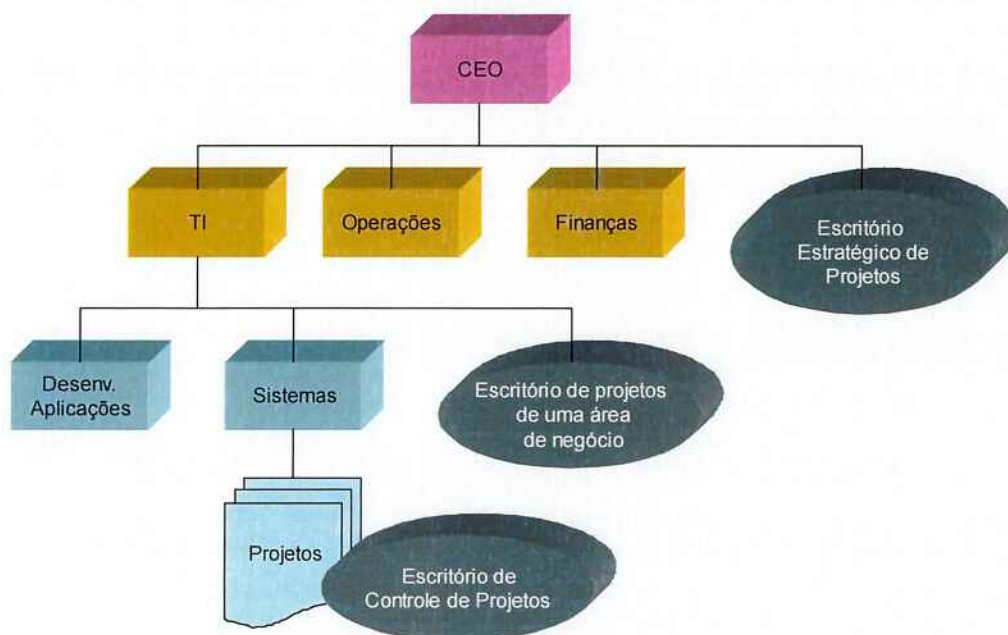 CEO
TI
Operações
Finanças
Escritório
Estratégico de
Projetos
Desenv.
Aplicações
Sistemas
Escritório de projetos
de uma área
de negócio
Projetos
Escritório de
Controle de Projetos